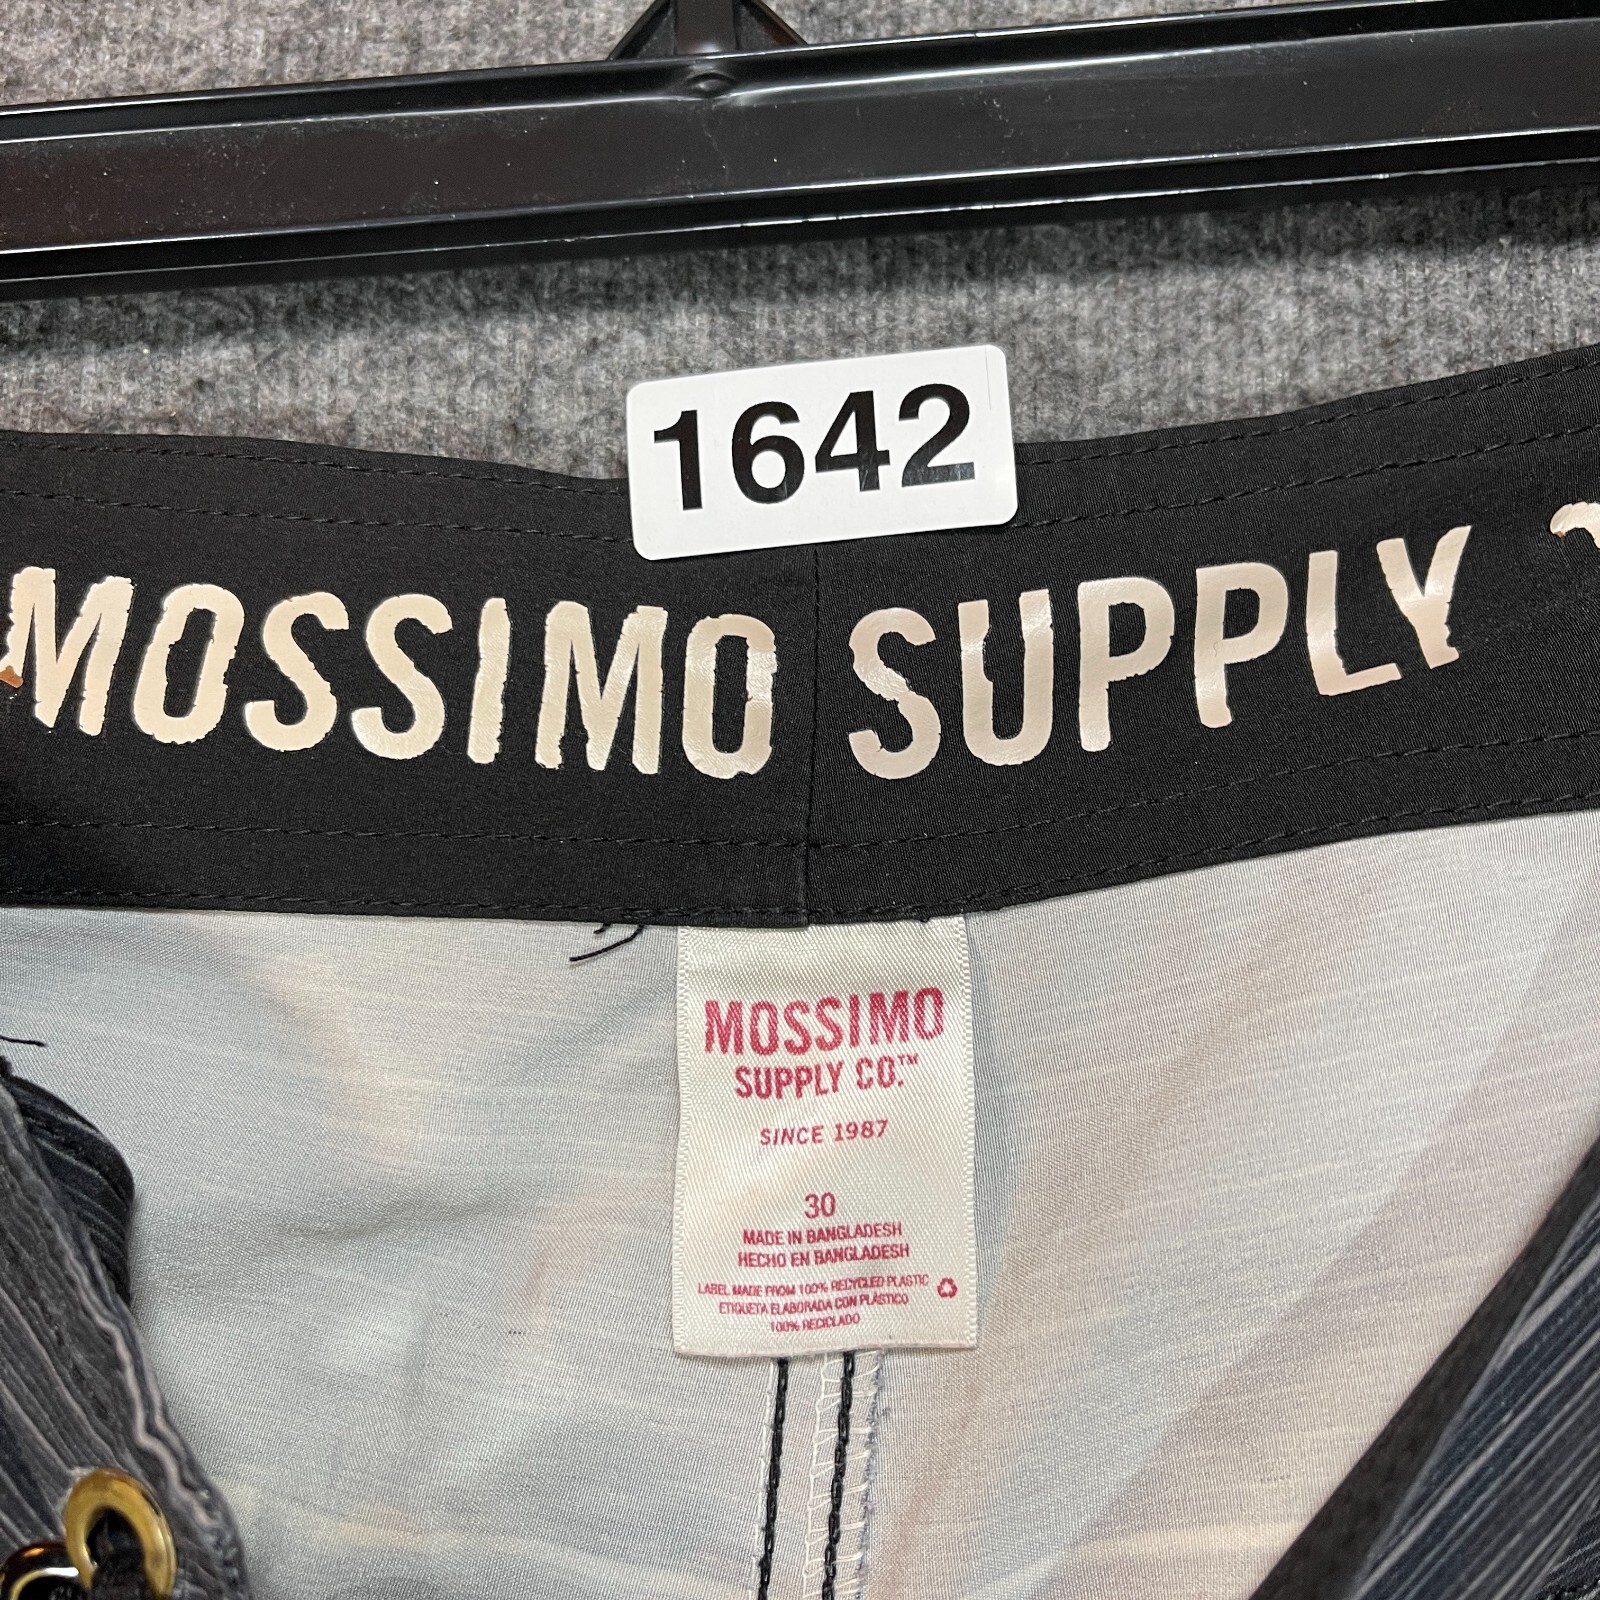 1642
MOSSIMO SUPPLY
MOSSIMO
SUPPLY CO.™
SINCE 1987
30
MADE IN BANGLADESH
HECHO EN BANGLADESH
LABEL MADE FROM 100% RECYCLED PLASTIC
ETIQUETA ELABORADA CON PLÁSTICO
100% RECICLADO